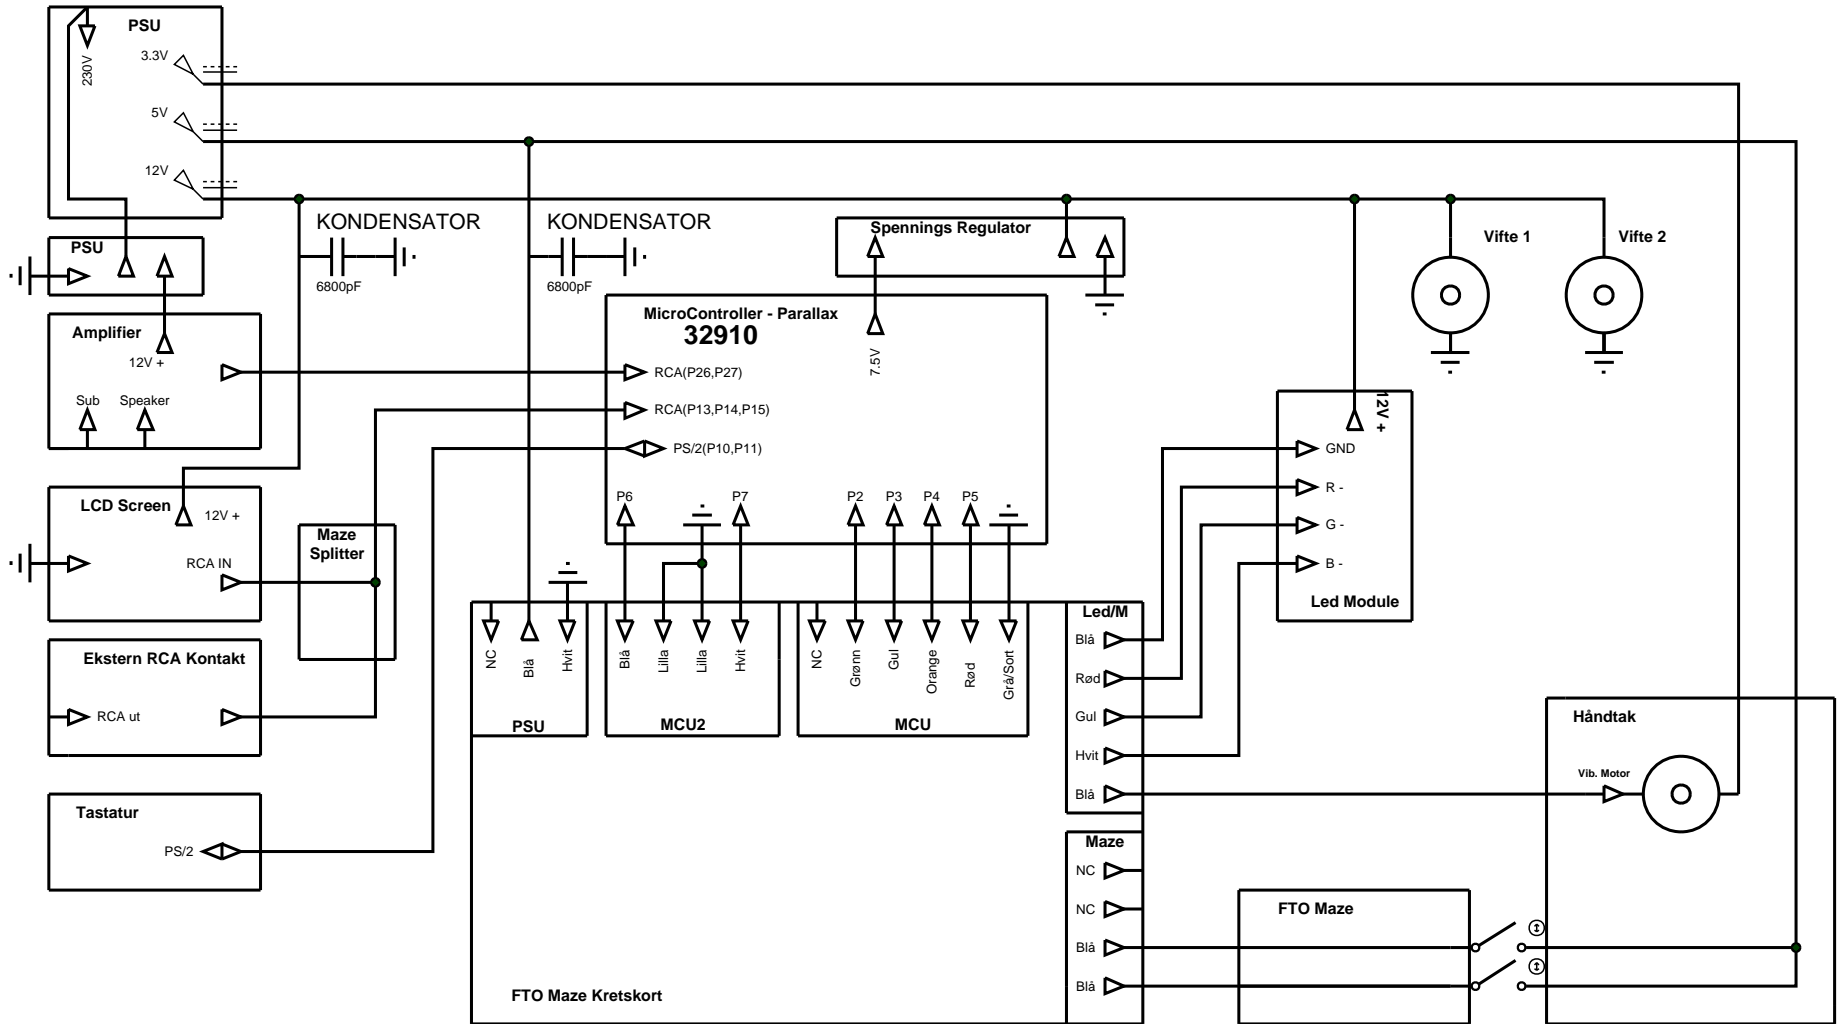 PSU
230V
3.3V
5V
12V
PSU
KONDENSATOR
6800pF
KONDENSATOR
6800pF
Spennings Regulator
Vifte 1
Vifte 2
Amplifier
12V +
Sub
Speaker
MicroController - Parallax
32910
7.5V
RCA(P26,P27)
RCA(P13,P14,P15)
PS/2(P10,P11)
P6
P7
P2
P3
P4
P5
12V +
GND
R -
G -
B -
Led Module
LCD Screen
12V +
RCA IN
Maze
Splitter
Ekstern RCA Kontakt
RCA ut
Tastatur
PS/2
NC
Blå
Hvit
PSU
Blå
Lilla
Lilla
Hvit
MCU2
NC
Grønn
Gul
Orange
Rød
Grå/Sort
MCU
Led/M
Blå
Rød
Gul
Hvit
Blå
Maze
NC
NC
Blå
Blå
FTO Maze Kretskort
FTO Maze
Håndtak
Vib. Motor